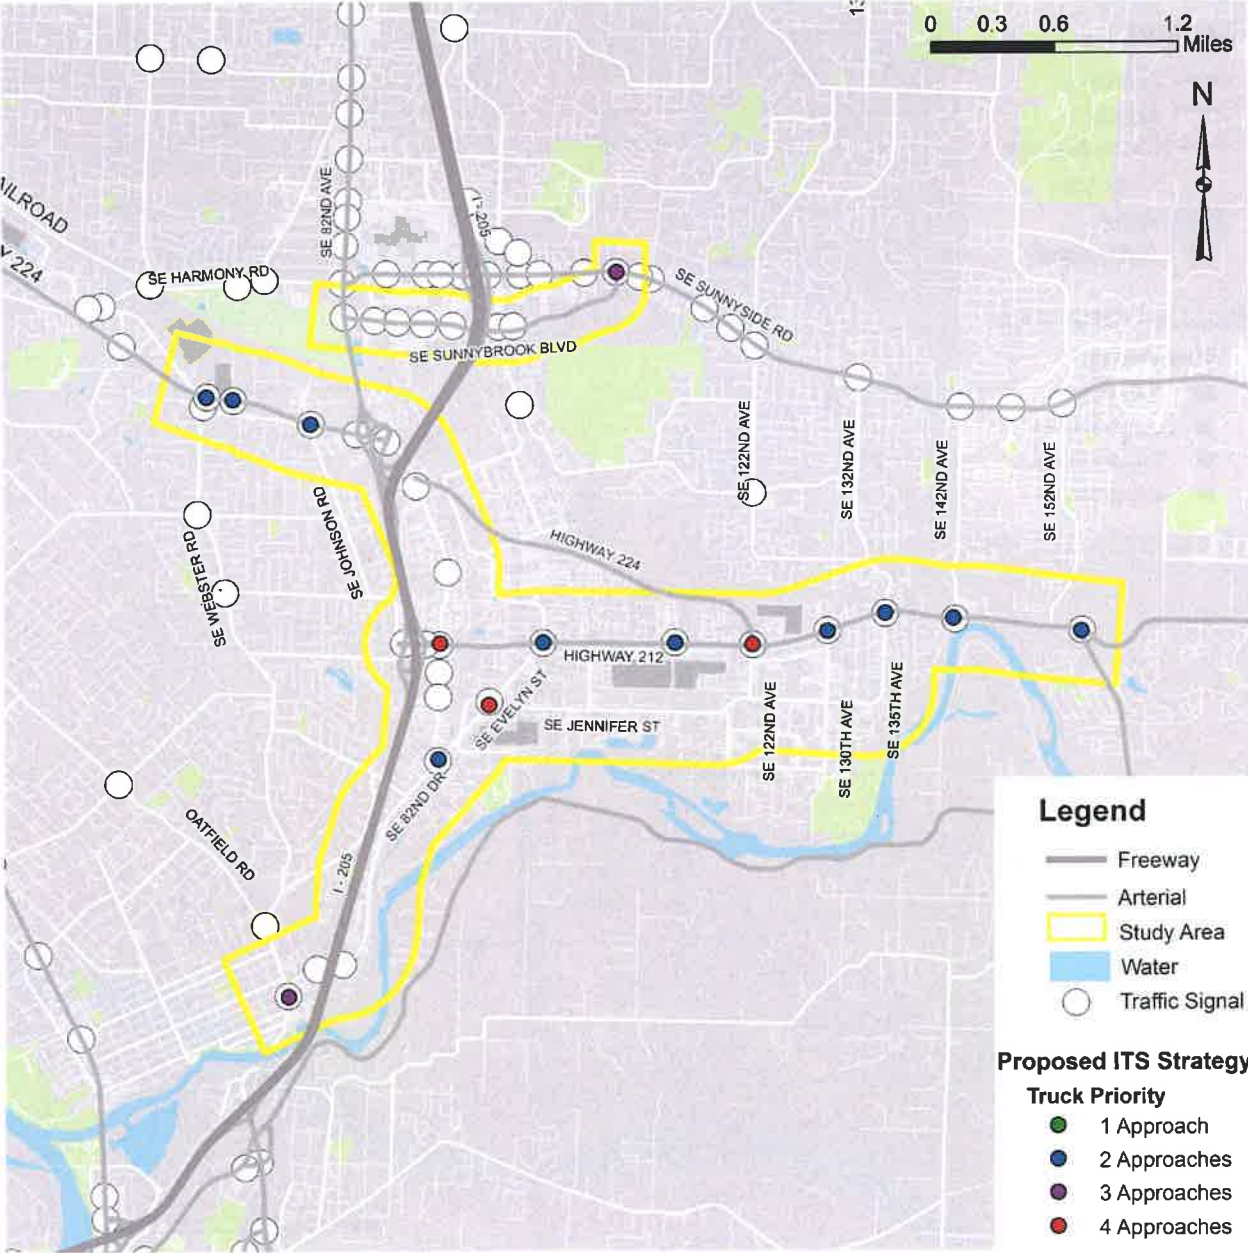 0 0.3 0.6 1.2
Miles
N
SE 82ND AVE
I - 205
AILROAD
Y 224
SE HARMONY RD
SE SUNNYSIDE RD
SE SUNNYBROOK BLVD
SE 122ND AVE
SE 132ND AVE
SE 142ND AVE
SE 152ND AVE
SE JOHNSON RD
SE WEBSTER RD
HIGHWAY 224
HIGHWAY 212
SE EVELYN ST
SE JENNIFER ST
SE 122ND AVE
SE 130TH AVE
SE 135TH AVE
SE 82ND DR
OATFIELD RD
I - 205
Legend
Freeway
Arterial
Study Area
Water
Traffic Signal
Proposed ITS Strategy
Truck Priority
1 Approach
2 Approaches
3 Approaches
4 Approaches